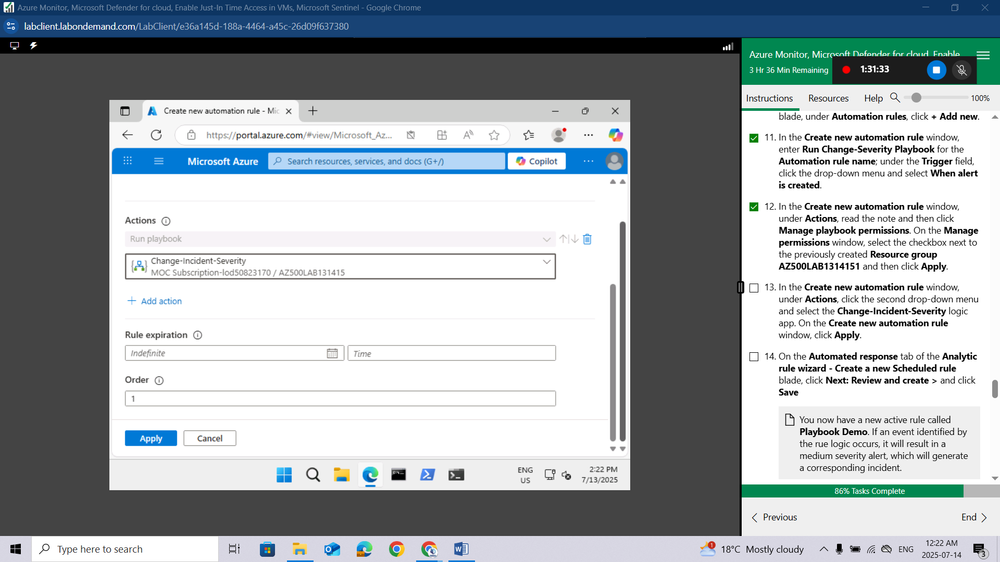 Azure Monitor, Microsoft Defender for cloud, Enable Just-In Time Access in VMs, Microsoft Sentinel - Google Chrome
labclient.labondemand.com/LabClient/e36a145d-188a-4464-a45c-26d09f637380
Azure Monitor, Microsoft Defender for cloud, Enable
3 Hr 36 Min Remaining
1:31:33
Instructions
Resources
Help
100%
Create new automation rule - Mic
https://portal.azure.com/#view/Microsoft_Az...
Microsoft Azure
Search resources, services, and docs (G+/)
Copilot
Actions
Run playbook
Change-Incident-Severity
MOC Subscription-lod50823170 / AZ500LAB131415
Add action
Rule expiration
Indefinite
Time
Order
1
Apply
Cancel
ENG
US
2:22 PM
7/13/2025
blade, under Automation rules, click + Add new.
11. In the Create new automation rule window,
enter Run Change-Severity Playbook for the
Automation rule name; under the Trigger field,
click the drop-down menu and select When alert
is created.
12. In the Create new automation rule window,
under Actions, read the note and then click
Manage playbook permissions. On the Manage
permissions window, select the checkbox next to
the previously created Resource group
AZ500LAB1314151 and then click Apply.
13. In the Create new automation rule window,
under Actions, click the second drop-down menu
and select the Change-Incident-Severity logic
app. On the Create new automation rule
window, click Apply.
14. On the Automated response tab of the Analytic
rule wizard - Create a new Scheduled rule
blade, click Next: Review and create > and click
Save
You now have a new active rule called
Playbook Demo. If an event identified by
the rue logic occurs, it will result in a
medium severity alert, which will generate
a corresponding incident.
86% Tasks Complete
Previous
End
Type here to search
1
18°C Mostly cloudy
ENG
12:22 AM
2025-07-14
3